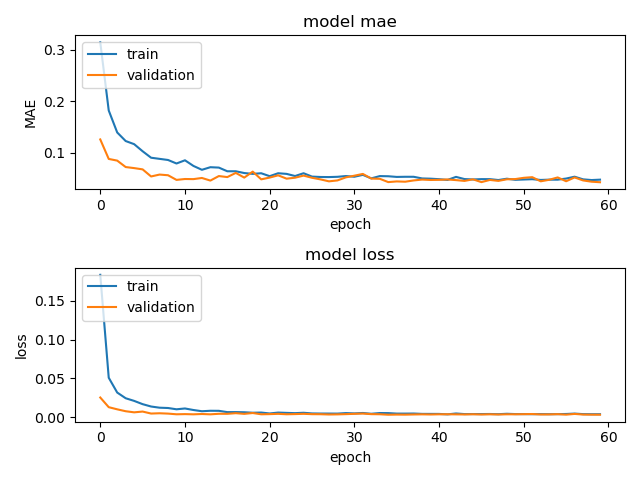 model mae
train
validation
MAE
0.3
0.2
0.1
0 10 20 30 40 50 60
epoch
model loss
train
validation
loss
0.15
0.10
0.05
0.00
0 10 20 30 40 50 60
epoch